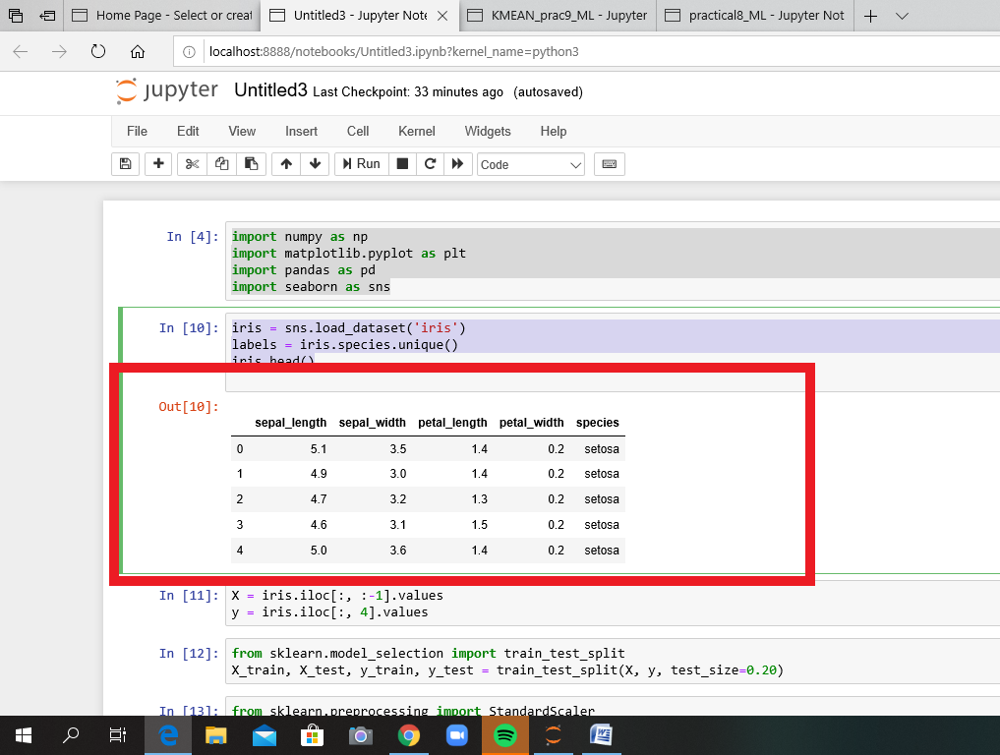 Home Page - Select or creat
Untitled3 - Jupyter Note
KMEAN_prac9_ML - Jupyter
practical8_ML - Jupyter Not
localhost:8888/notebooks/Untitled3.ipynb?kernel_name=python3
jupyter Untitled3 Last Checkpoint: 33 minutes ago (autosaved)
File Edit View Insert Cell Kernel Widgets Help
Run Code
In [4]: import numpy as np
import matplotlib.pyplot as plt
import pandas as pd
import seaborn as sns
In [10]: iris = sns.load_dataset('iris')
labels = iris.species.unique()
iris.head()
Out[10]:
sepal_length sepal_width petal_length petal_width species
0 5.1 3.5 1.4 0.2 setosa
1 4.9 3.0 1.4 0.2 setosa
2 4.7 3.2 1.3 0.2 setosa
3 4.6 3.1 1.5 0.2 setosa
4 5.0 3.6 1.4 0.2 setosa
In [11]: X = iris.iloc[:, :-1].values
y = iris.iloc[:, 4].values
In [12]: from sklearn.model_selection import train_test_split
X_train, X_test, y_train, y_test = train_test_split(X, y, test_size=0.20)
In [13]: from sklearn.preprocessing import StandardScaler